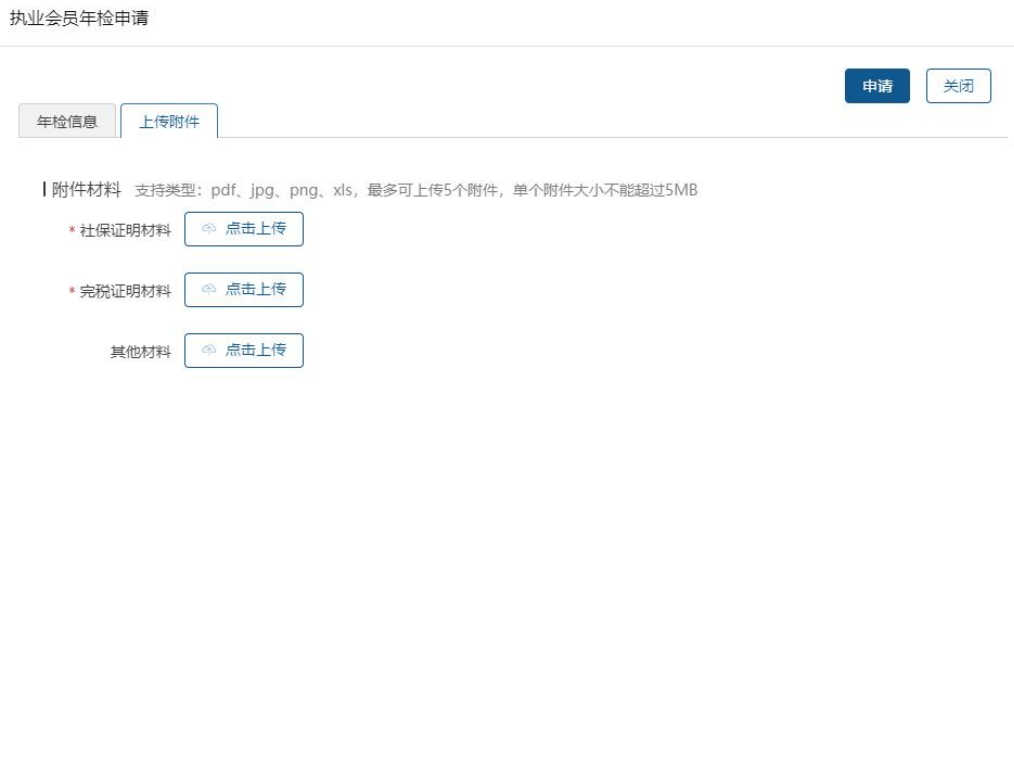 执业会员年检申请
申请 关闭
年检信息 上传附件
附件材料 支持类型：pdf、jpg、png、xls，最多可上传5个附件，单个附件大小不能超过5MB
* 社保证明材料 点击上传
* 完税证明材料 点击上传
其他材料 点击上传